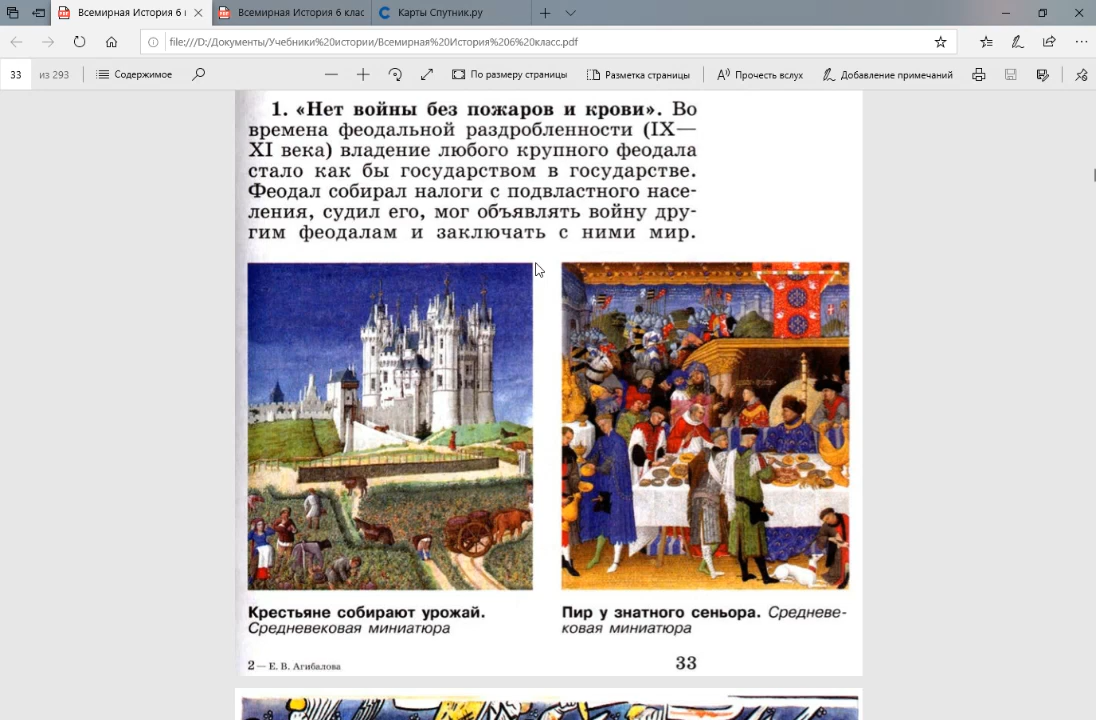 Всемирная История 6 к
Всемирная История 6 клас
Карты Спутник.ру
file:///D:/Документы/Учебники%20истории/Всемирная%20История%206%20класс.pdf
33 из 293 Содержимое По размеру страницы Разметка страницы Прочесть вслух Добавление примечаний
1. «Нет войны без пожаров и крови». Во
времена феодальной раздробленности (IX—
XI века) владение любого крупного феодала
стало как бы государством в государстве.
Феодал собирал налоги с подвластного насе-
ления, судил его, мог объявлять войну дру-
гим феодалам и заключать с ними мир.
Крестьяне собирают урожай.
Средневековая миниатюра
Пир у знатного сеньора. Средневе-
ковая миниатюра
2 — Е. В. Агибалова
33